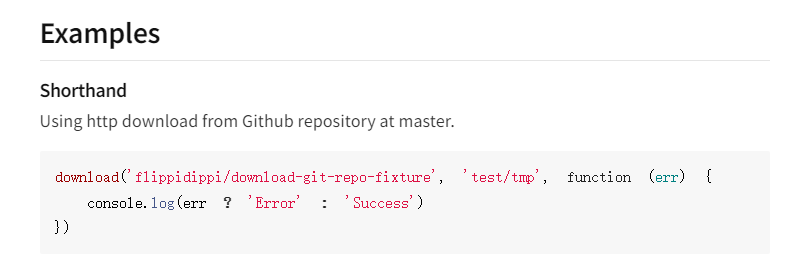 Examples
Shorthand
Using http download from Github repository at master.
download('flippidippi/download-git-repo-fixture', 'test/tmp', function (err) {
    console.log(err ? 'Error' : 'Success')
})